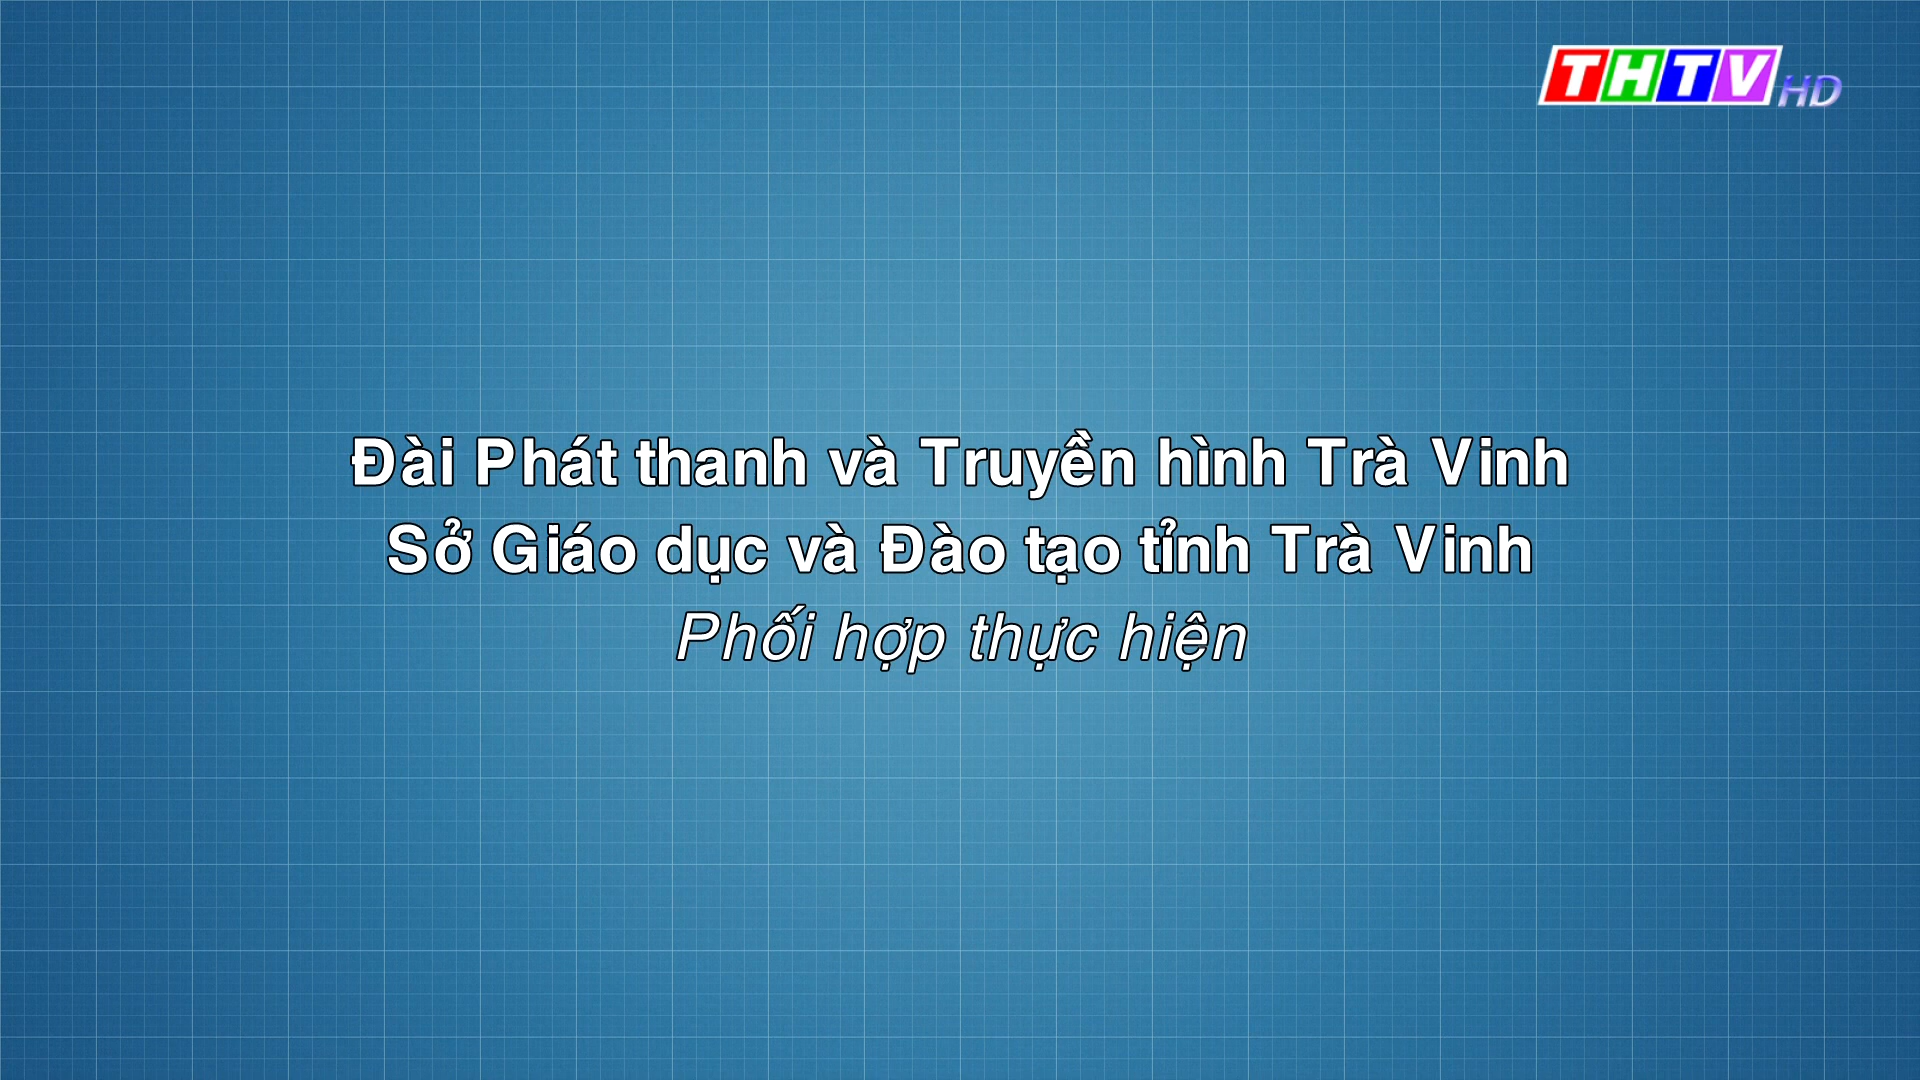 THTV HD
Đài Phát thanh và Truyền hình Trà Vinh
Sở Giáo dục và Đào tạo tỉnh Trà Vinh
Phối hợp thực hiện